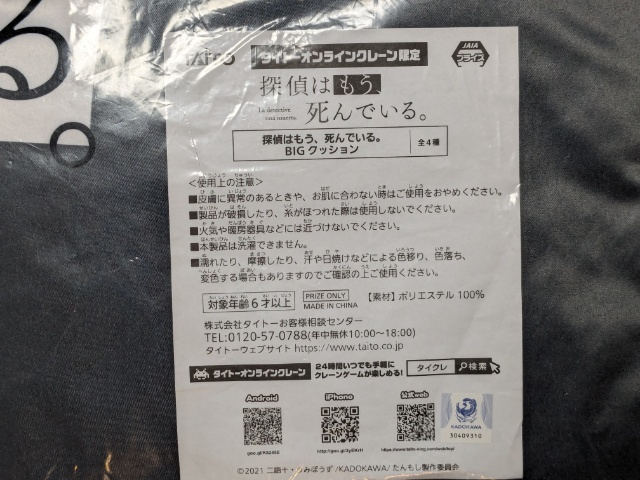 る。
TAITO
タイトーオンラインクレーン限定
JAIA
プライズ
探偵はもう、
La detective está muerta.
死んでいる。
探偵はもう、死んでいる。
BIGクッション
全4種
<使用上の注意>
■皮膚に異常のあるときや、お肌に合わない時はご使用をおやめください。
■製品が破損したり、糸がほつれた際は使用しないでください。
■火気や暖房器具などには近づけないでください。
■本製品は洗濯できません。
■濡れたり、摩擦したり、汗や日焼けなどによる色移り、色落ち、
変色する場合もありますのでご確認の上ご使用ください。
対象年齢6才以上
PRIZE ONLY
MADE IN CHINA
【素材】ポリエステル 100%
株式会社タイトーお客様相談センター
TEL:0120-57-0788(年中無休10:00～18:00)
タイトーウェブサイト https://www.taito.co.jp
タイトーオンラインクレーン
24時間いつでも手軽に
クレーンゲームが楽しめる!
タイクレ
検索
Android
iPhone
公式web
KADOKAWA
30409310
©2021 二語十・うみぼうず/KADOKAWA/たんもし製作委員会